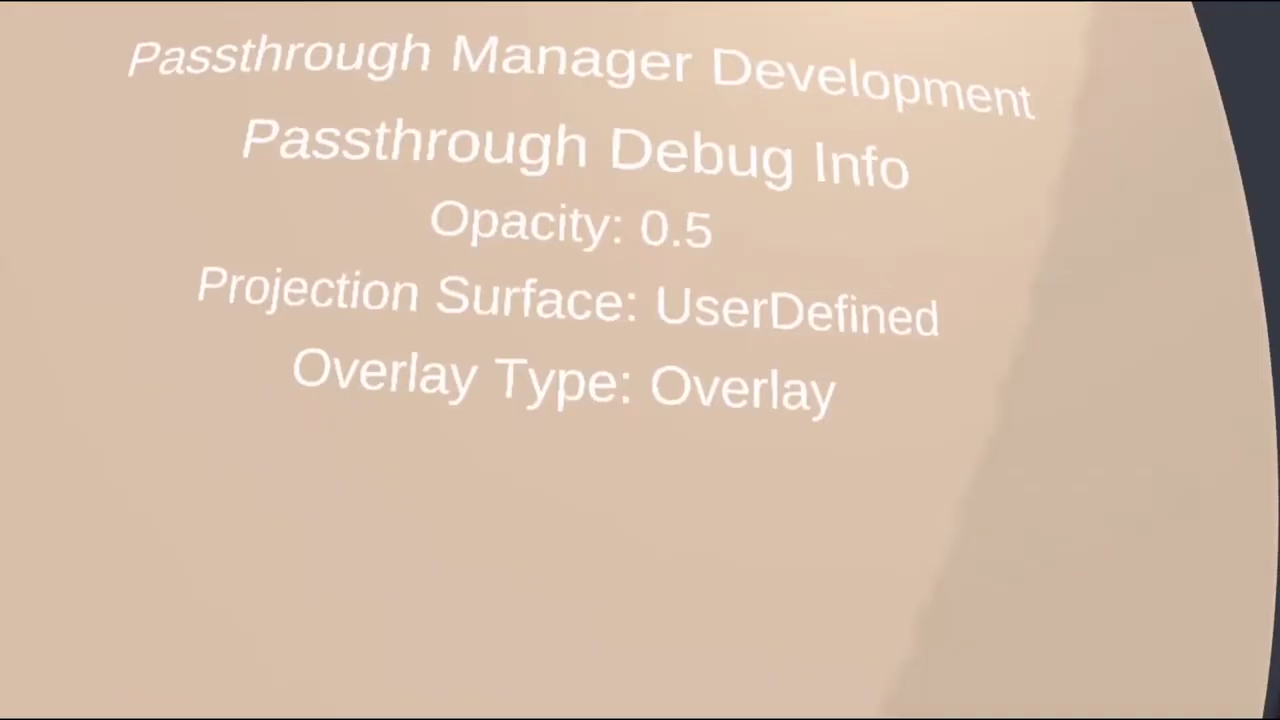 Passthrough Manager Development
Passthrough Debug Info
Opacity: 0.5
Projection Surface: UserDefined
Overlay Type: Overlay